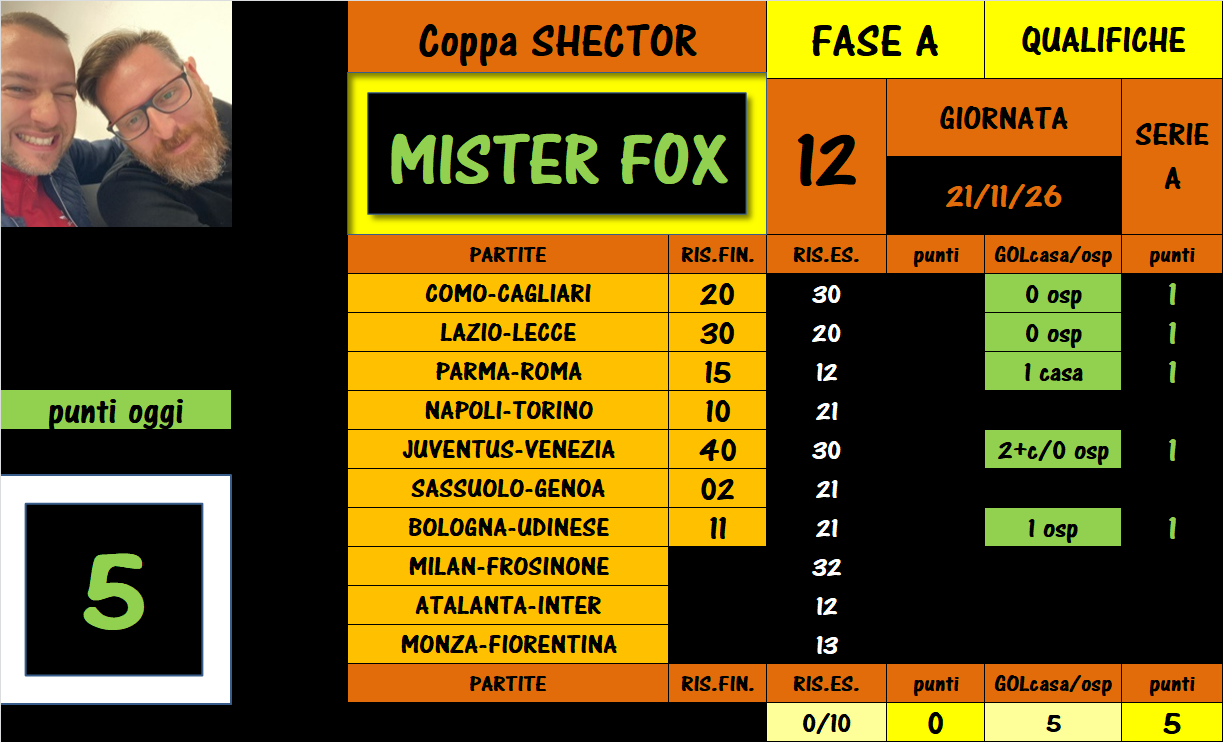 Coppa SHECTOR FASE A QUALIFICHE
MISTER FOX 12 GIORNATA SERIE A
21/11/26
PARTITE RIS.FIN. RIS.ES. punti GOLcasa/osp punti
COMO-CAGLIARI 20 30 0 osp 1
LAZIO-LECCE 30 20 0 osp 1
PARMA-ROMA 15 12 1 casa 1
punti oggi
NAPOLI-TORINO 10 21
JUVENTUS-VENEZIA 40 30 2+c/0 osp 1
SASSUOLO-GENOA 02 21
BOLOGNA-UDINESE 11 21 1 osp 1
5
MILAN-FROSINONE 32
ATALANTA-INTER 12
MONZA-FIORENTINA 13
PARTITE RIS.FIN. RIS.ES. punti GOLcasa/osp punti
0/10 0 5 5